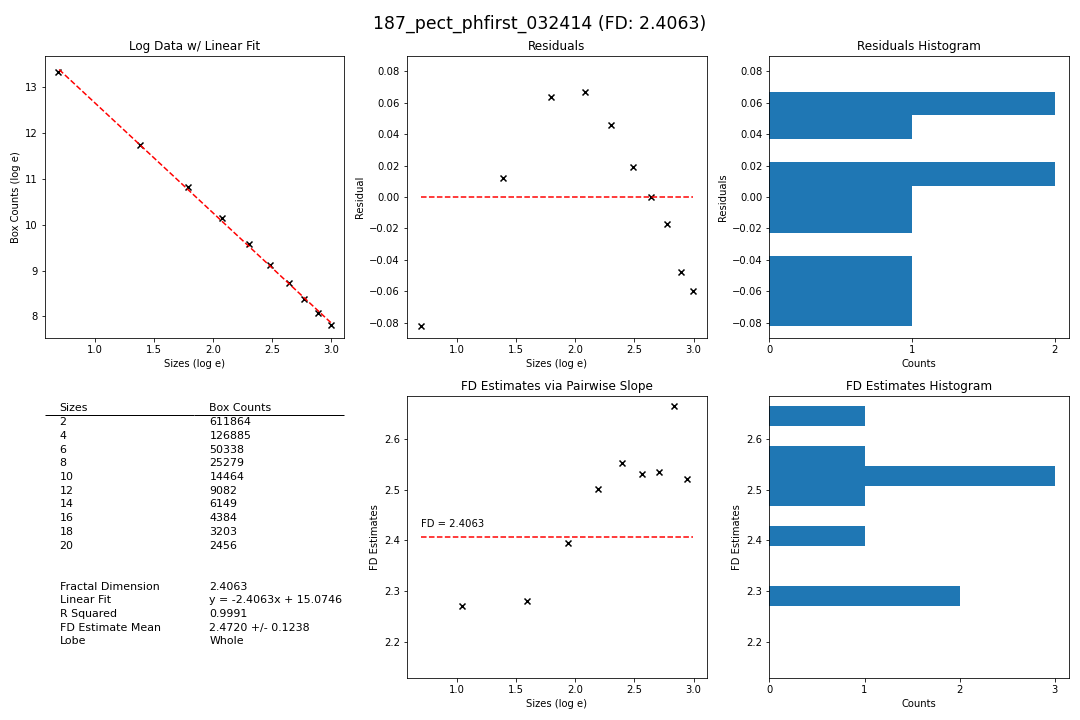 187_pect_phfirst_032414 (FD: 2.4063)
Log Data w/ Linear Fit
13
12
11
10
9
8
Box Counts (log e)
1.0 1.5 2.0 2.5 3.0
Sizes (log e)
Residuals
0.08
0.06
0.04
0.02
0.00
−0.02
−0.04
−0.06
−0.08
Residual
1.0 1.5 2.0 2.5 3.0
Sizes (log e)
Residuals Histogram
0.08
0.06
0.04
0.02
0.00
−0.02
−0.04
−0.06
−0.08
Residuals
0 1 2
Counts
Sizes Box Counts
2 611864
4 126885
6 50338
8 25279
10 14464
12 9082
14 6149
16 4384
18 3203
20 2456
Fractal Dimension 2.4063
Linear Fit y = -2.4063x + 15.0746
R Squared 0.9991
FD Estimate Mean 2.4720 +/- 0.1238
Lobe Whole
FD Estimates via Pairwise Slope
2.6
2.5
2.4
2.3
2.2
FD Estimates
FD = 2.4063
1.0 1.5 2.0 2.5 3.0
Sizes (log e)
FD Estimates Histogram
2.6
2.5
2.4
2.3
2.2
FD Estimates
0 1 2 3
Counts